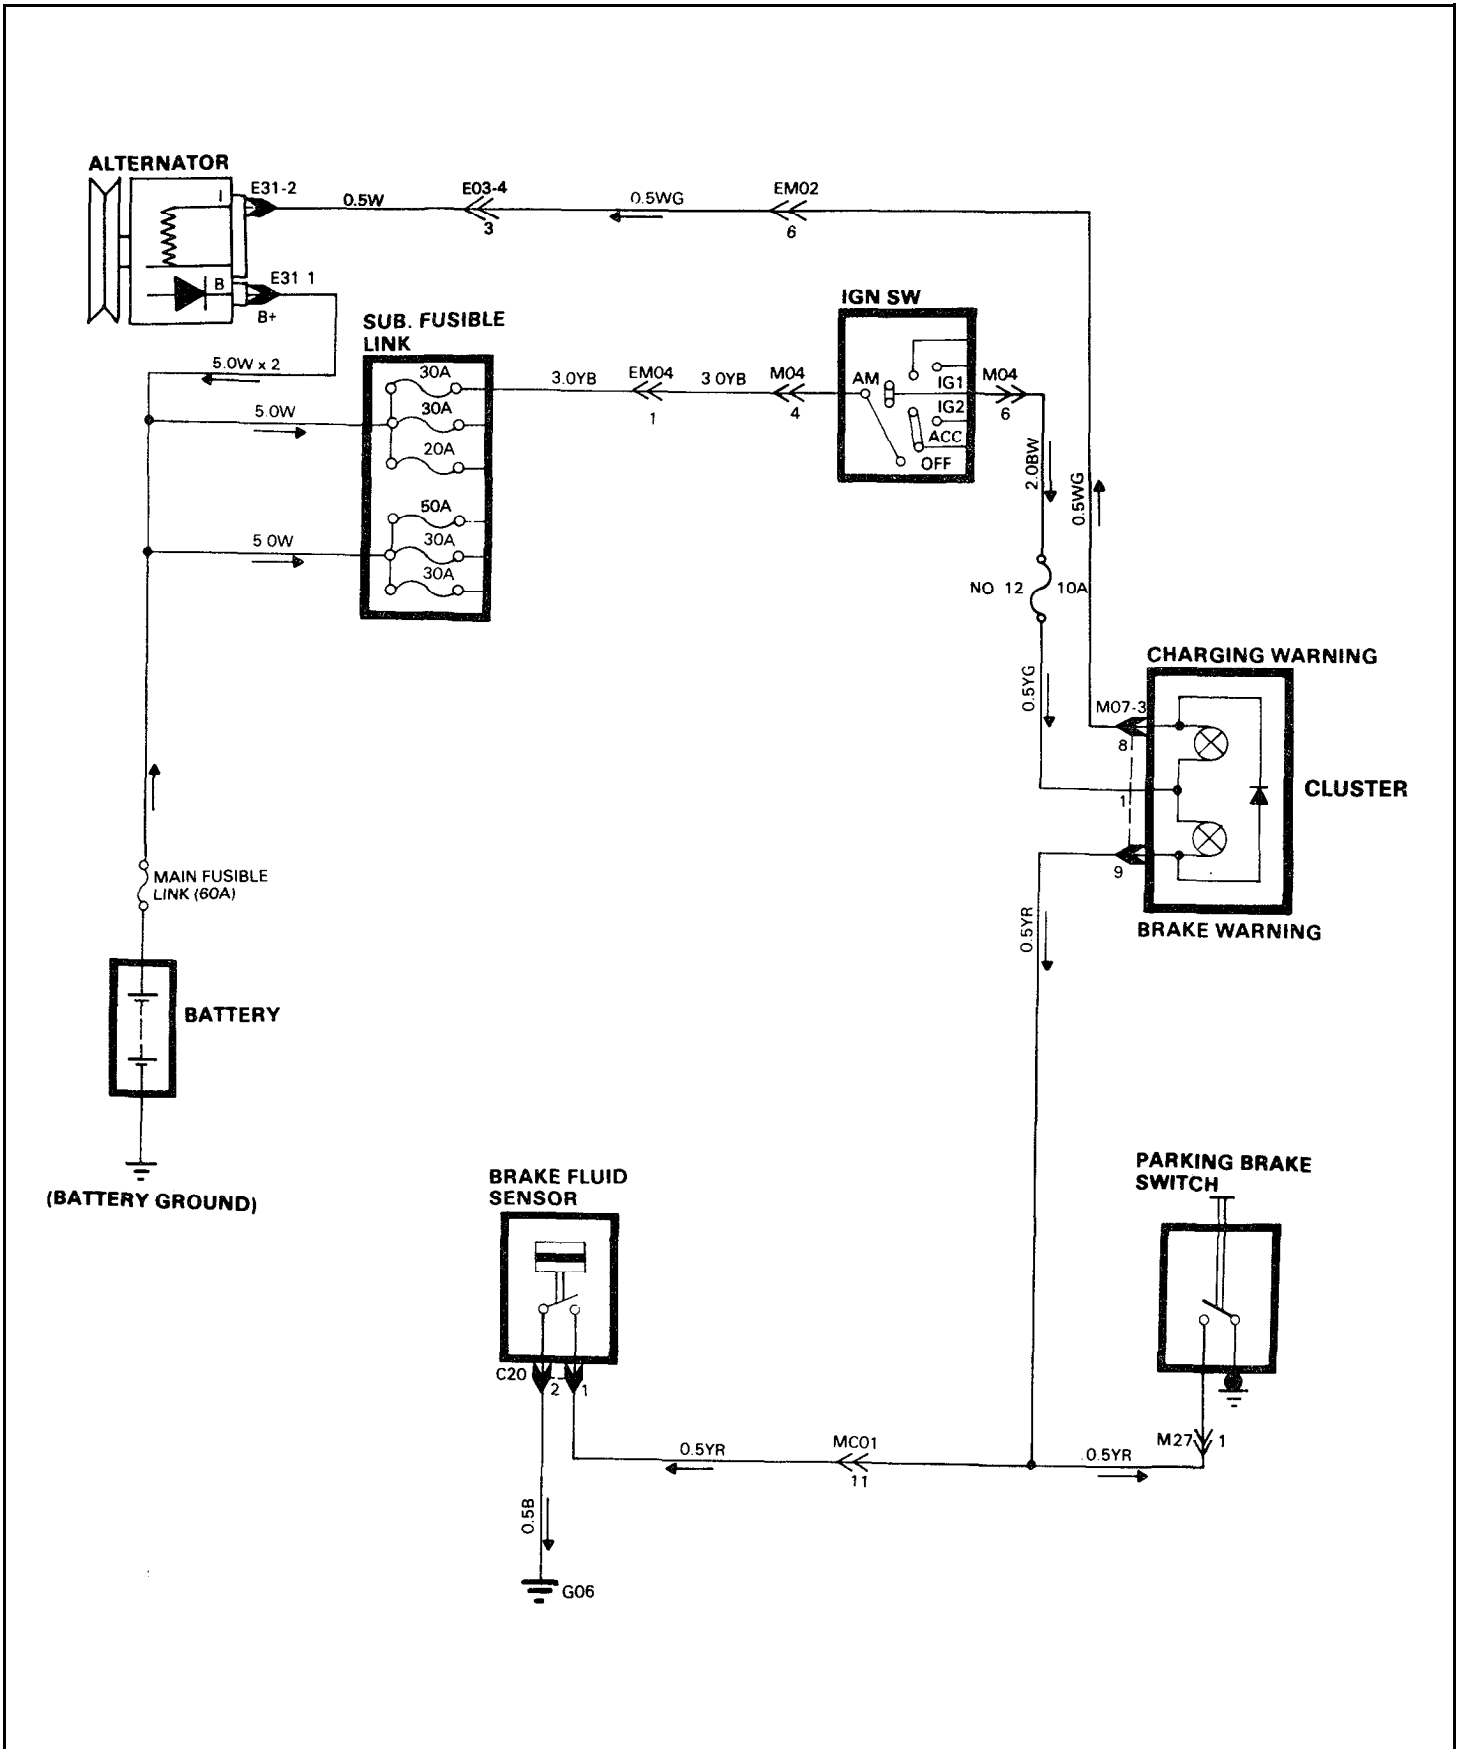 ALTERNATOR
I
E31-2
0.5W
E03-4
3
0.5WG
EM02
6
B
E31 1
B+
5.0W x 2
SUB. FUSIBLE
LINK
IGN SW
5.0W
30A
30A
20A
50A
30A
30A
5 0W
3.0YB
EM04
1
3 0YB
M04
4
AM
IG1
IG2
ACC
OFF
M04
6
2.0BW
0.5WG
NO 12
10A
0.5YG
CHARGING WARNING
M07-3
8
1
9
CLUSTER
BRAKE WARNING
0.5YR
MAIN FUSIBLE
LINK (60A)
BATTERY
(BATTERY GROUND)
BRAKE FLUID
SENSOR
C20
2
1
PARKING BRAKE
SWITCH
M27
1
0.5YR
MC01
11
0.5YR
0.5B
G06